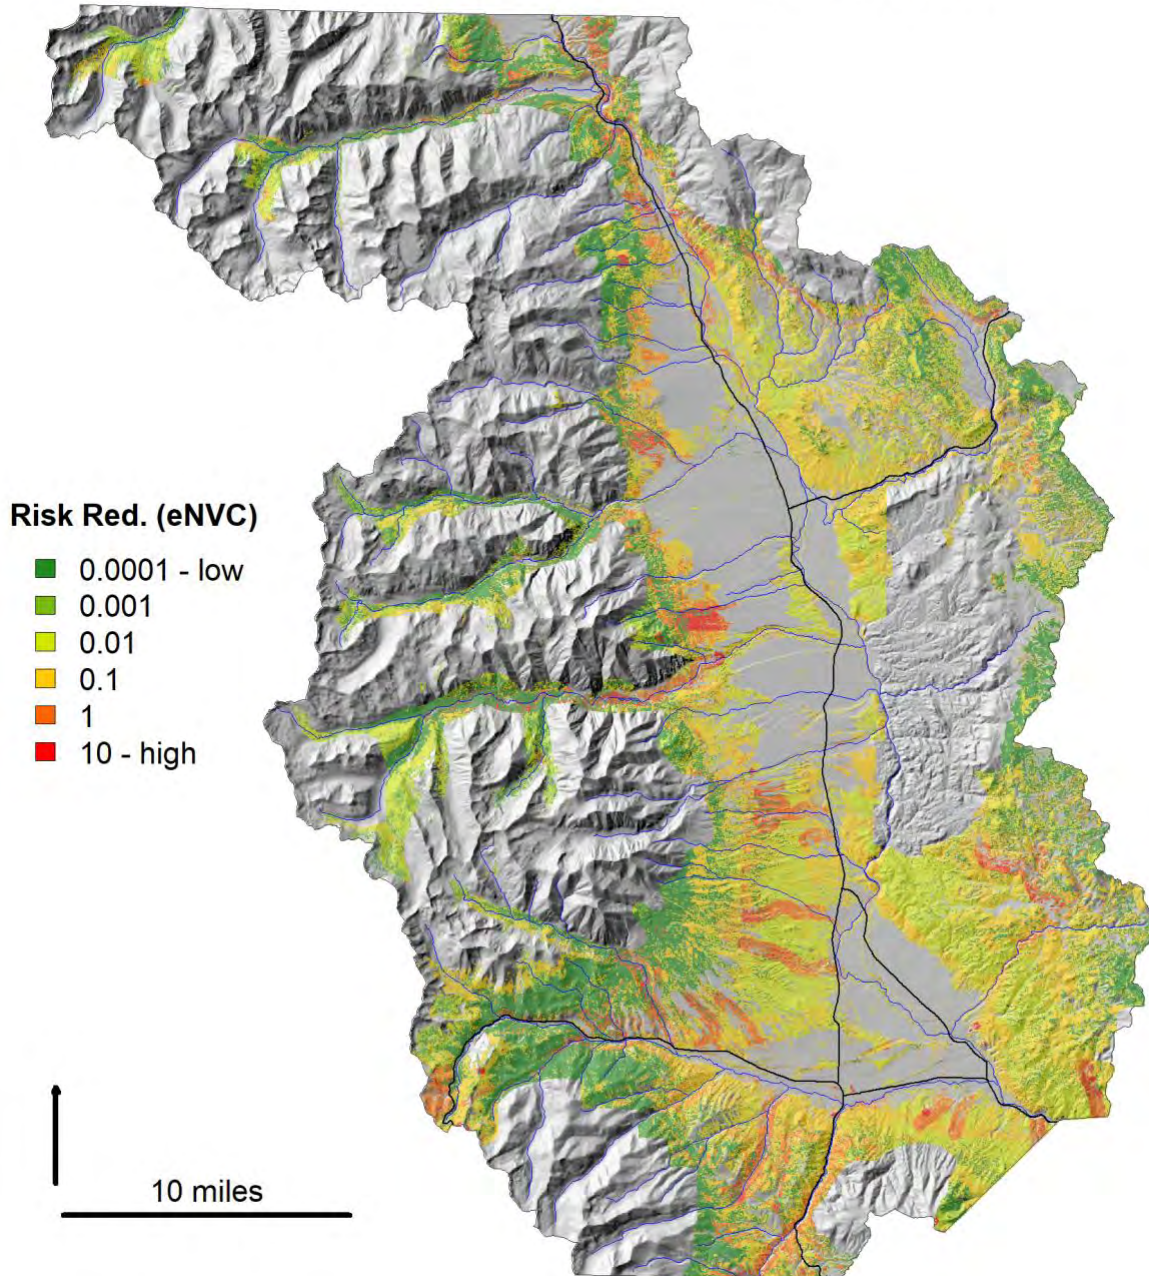 Risk Red. (eNVC)
0.0001 - low
0.001
0.01
0.1
1
10 - high
10 miles